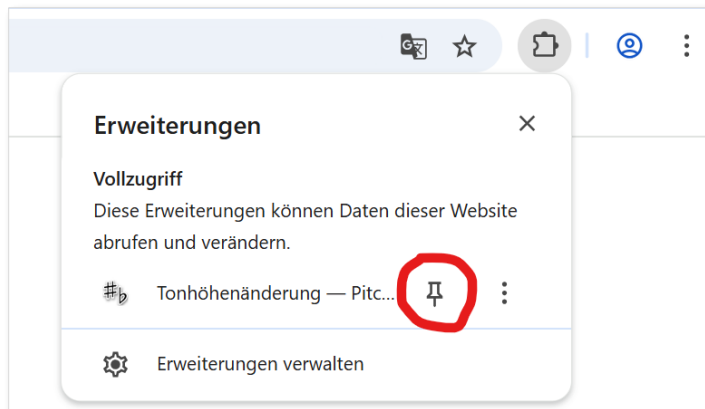 Erweiterungen
Vollzugriff
Diese Erweiterungen können Daten dieser Website
abrufen und verändern.
Tonhöhenänderung — Pitc...
Erweiterungen verwalten